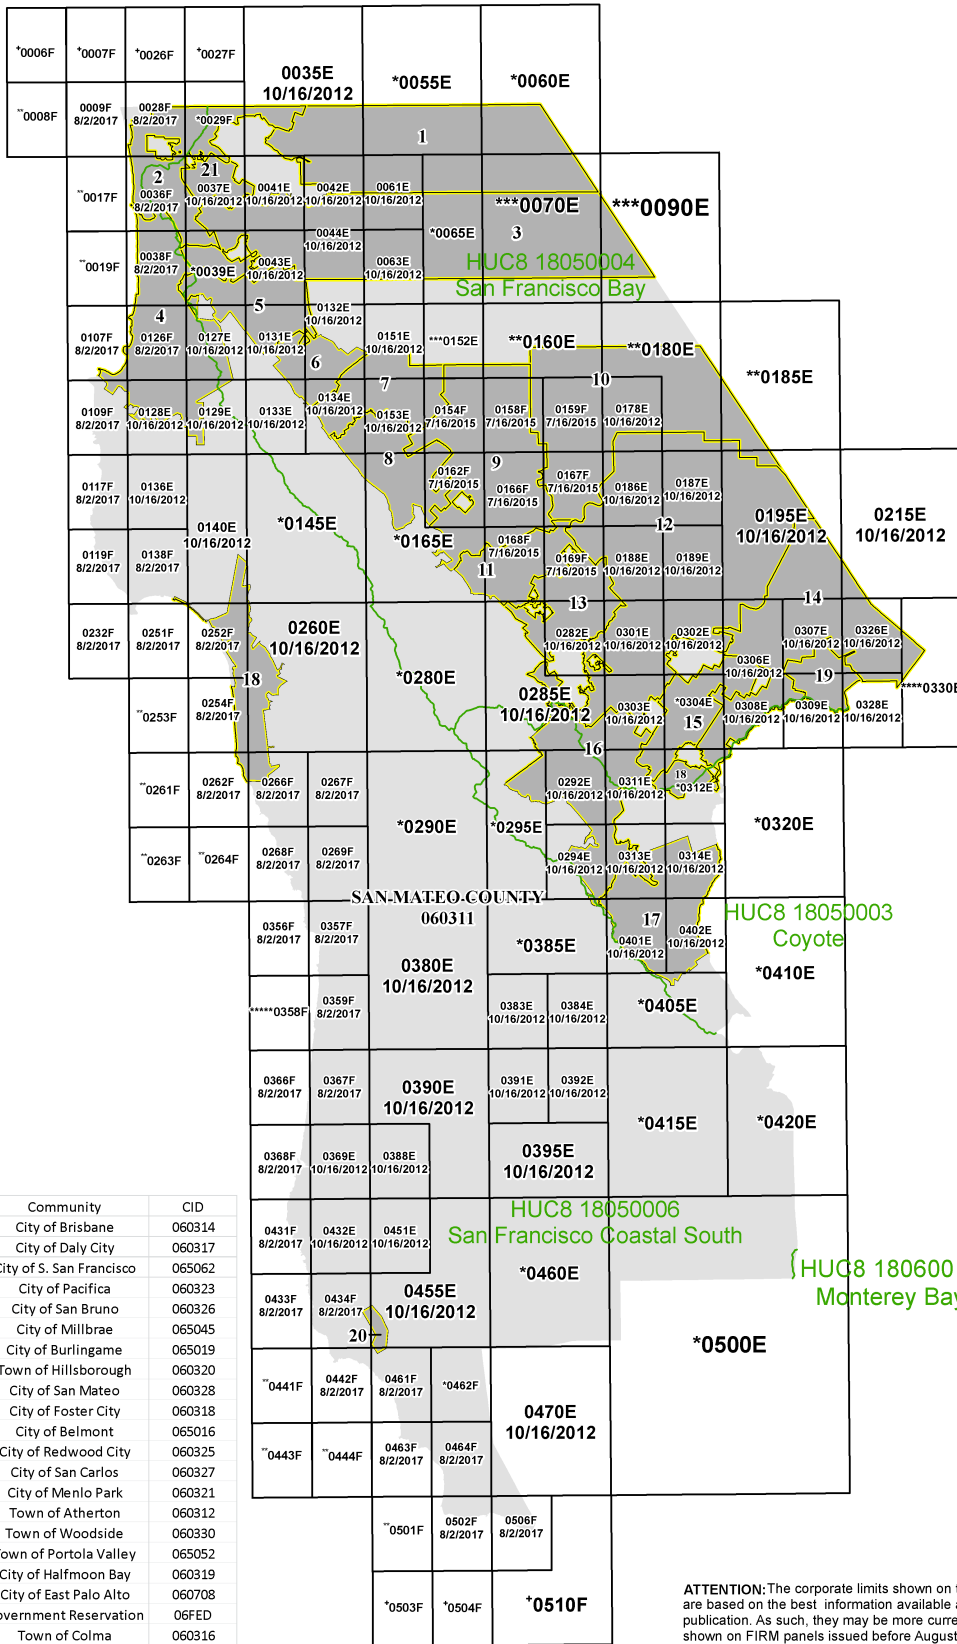 +0006F
+0007F
+0026F
+0027F
0035E
10/16/2012
*0055E
*0060E
**0008F
0009F
8/2/2017
0028F
8/2/2017
*0029F
1
2
21
**0017F
0036F
8/2/2017
0037E
10/16/2012
0041E
10/16/2012
0042E
10/16/2012
0061E
10/16/2012
***0070E
***0090E
0044E
10/16/2012
*0065E
3
**0019F
0038F
8/2/2017
*0039E
0043E
10/16/2012
0063E
10/16/2012
HUC8 18050004
San Francisco Bay
4
5
0132E
10/16/2012
0107F
8/2/2017
0126F
8/2/2017
0127E
10/16/2012
0131E
10/16/2012
0151E
10/16/2012
***0152E
**0160E
**0180E
**0185E
6
7
10
0109F
8/2/2017
0128E
10/16/2012
0129E
10/16/2012
0133E
10/16/2012
0134E
10/16/2012
0153E
10/16/2012
0154F
7/16/2015
0158F
7/16/2015
0159F
7/16/2015
0178E
10/16/2012
8
9
0117F
8/2/2017
0136E
10/16/2012
0162F
7/16/2015
0166F
7/16/2015
0167F
7/16/2015
0186E
10/16/2012
0187E
10/16/2012
0140E
10/16/2012
*0145E
*0165E
12
0195E
10/16/2012
0215E
10/16/2012
0119F
8/2/2017
0138F
8/2/2017
0168F
7/16/2015
11
0169F
7/16/2015
0188E
10/16/2012
0189E
10/16/2012
13
14
0232F
8/2/2017
0251F
8/2/2017
0252F
8/2/2017
0260E
10/16/2012
0282E
10/16/2012
0301E
10/16/2012
0302E
10/16/2012
0307E
10/16/2012
0326E
10/16/2012
0306E
10/16/2012
18
*0280E
19
****0330E
**0253F
0254F
8/2/2017
0285E
10/16/2012
0303E
10/16/2012
*0304E
15
0308E
10/16/2012
0309E
10/16/2012
0328E
10/16/2012
16
**0261F
0262F
8/2/2017
0266F
8/2/2017
0267F
8/2/2017
0292E
10/16/2012
0311E
10/16/2012
18
*0312E
*0290E
*0295E
*0320E
**0263F
**0264F
0268F
8/2/2017
0269F
8/2/2017
0294E
10/16/2012
0313E
10/16/2012
0314E
10/16/2012
SAN MATEO COUNTY
060311
17
HUC8 18050003
Coyote
0356F
8/2/2017
0357F
8/2/2017
0380E
10/16/2012
*0385E
0401E
10/16/2012
0402E
10/16/2012
*0410E
*****0358F
0359F
8/2/2017
0383E
10/16/2012
0384E
10/16/2012
*0405E
0366F
8/2/2017
0367F
8/2/2017
0390E
10/16/2012
0391E
10/16/2012
0392E
10/16/2012
*0415E
*0420E
0368F
8/2/2017
0369E
10/16/2012
0388E
10/16/2012
0395E
10/16/2012
0431F
8/2/2017
0432E
10/16/2012
0451E
10/16/2012
HUC8 18050006
San Francisco Coastal South
*0460E
HUC8 180600
Monterey Bay
0433F
8/2/2017
0434F
8/2/2017
0455E
10/16/2012
20
*0500E
**0441F
0442F
8/2/2017
0461F
8/2/2017
*0462F
0470E
10/16/2012
**0443F
**0444F
0463F
8/2/2017
0464F
8/2/2017
**0501F
0502F
8/2/2017
0506F
8/2/2017
+0503F
+0504F
+0510F
Community CID
City of Brisbane 060314
City of Daly City 060317
City of S. San Francisco 065062
City of Pacifica 060323
City of San Bruno 060326
City of Millbrae 065045
City of Burlingame 065019
Town of Hillsborough 060320
City of San Mateo 060328
City of Foster City 060318
City of Belmont 065016
City of Redwood City 060325
City of San Carlos 060327
City of Menlo Park 060321
Town of Atherton 060312
Town of Woodside 060330
own of Portola Valley 065052
City of Halfmoon Bay 060319
City of East Palo Alto 060708
overnment Reservation 06FED
Town of Colma 060316
ATTENTION: The corporate limits shown on
are based on the best information available
publication. As such, they may be more curre
shown on FIRM panels issued before August